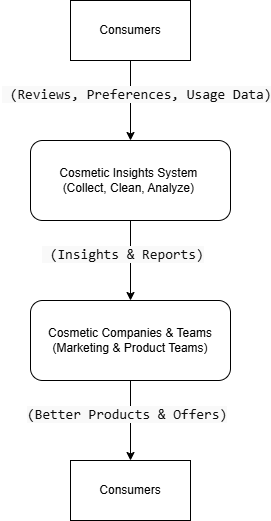 Consumers
(Reviews, Preferences, Usage Data)
Cosmetic Insights System
(Collect, Clean, Analyze)
(Insights & Reports)
Cosmetic Companies & Teams
(Marketing & Product Teams)
(Better Products & Offers)
Consumers